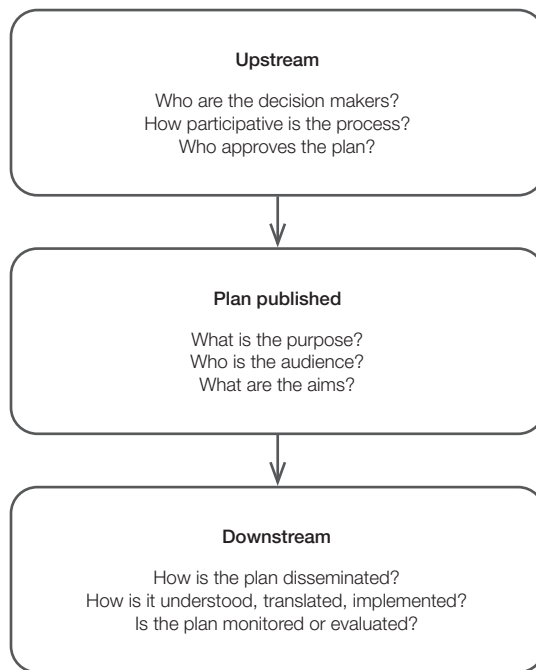 Upstream
Who are the decision makers?
How participative is the process?
Who approves the plan?
Plan published
What is the purpose?
Who is the audience?
What are the aims?
Downstream
How is the plan disseminated?
How is it understood, translated, implemented?
Is the plan monitored or evaluated?